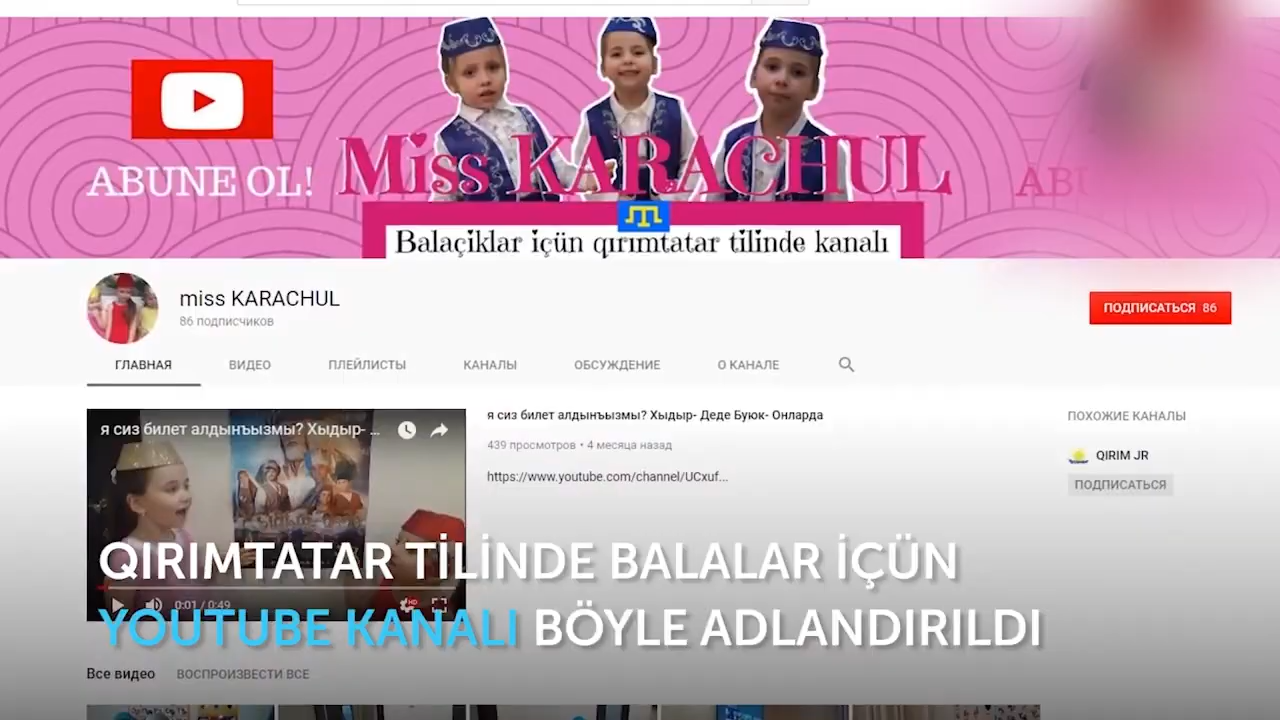 ABUNE OL!
Miss KARACHUL
ABU
Balaçiklar içün qırımtatar tilinde kanalı
miss KARACHUL
86 подписчиков
ПОДПИСАТЬСЯ 86
ГЛАВНАЯ ВИДЕО ПЛЕЙЛИСТЫ КАНАЛЫ ОБСУЖДЕНИЕ О КАНАЛЕ
я сиз билет алдынъызмы? Хыдыр- ...
я сиз билет алдынъызмы? Хыдыр- Деде Буюк- Онларда
439 просмотров • 4 месяца назад
https://www.youtube.com/channel/UCxuf...
ПОХОЖИЕ КАНАЛЫ
QIRIM JR
ПОДПИСАТЬСЯ
0:01 / 0:49
HD
QIRIMTATAR TİLİNDE BALALAR İÇÜN
YOUTUBE KANALI BÖYLE ADLANDIRILDI
Все видео ВОСПРОИЗВЕСТИ ВСЕ